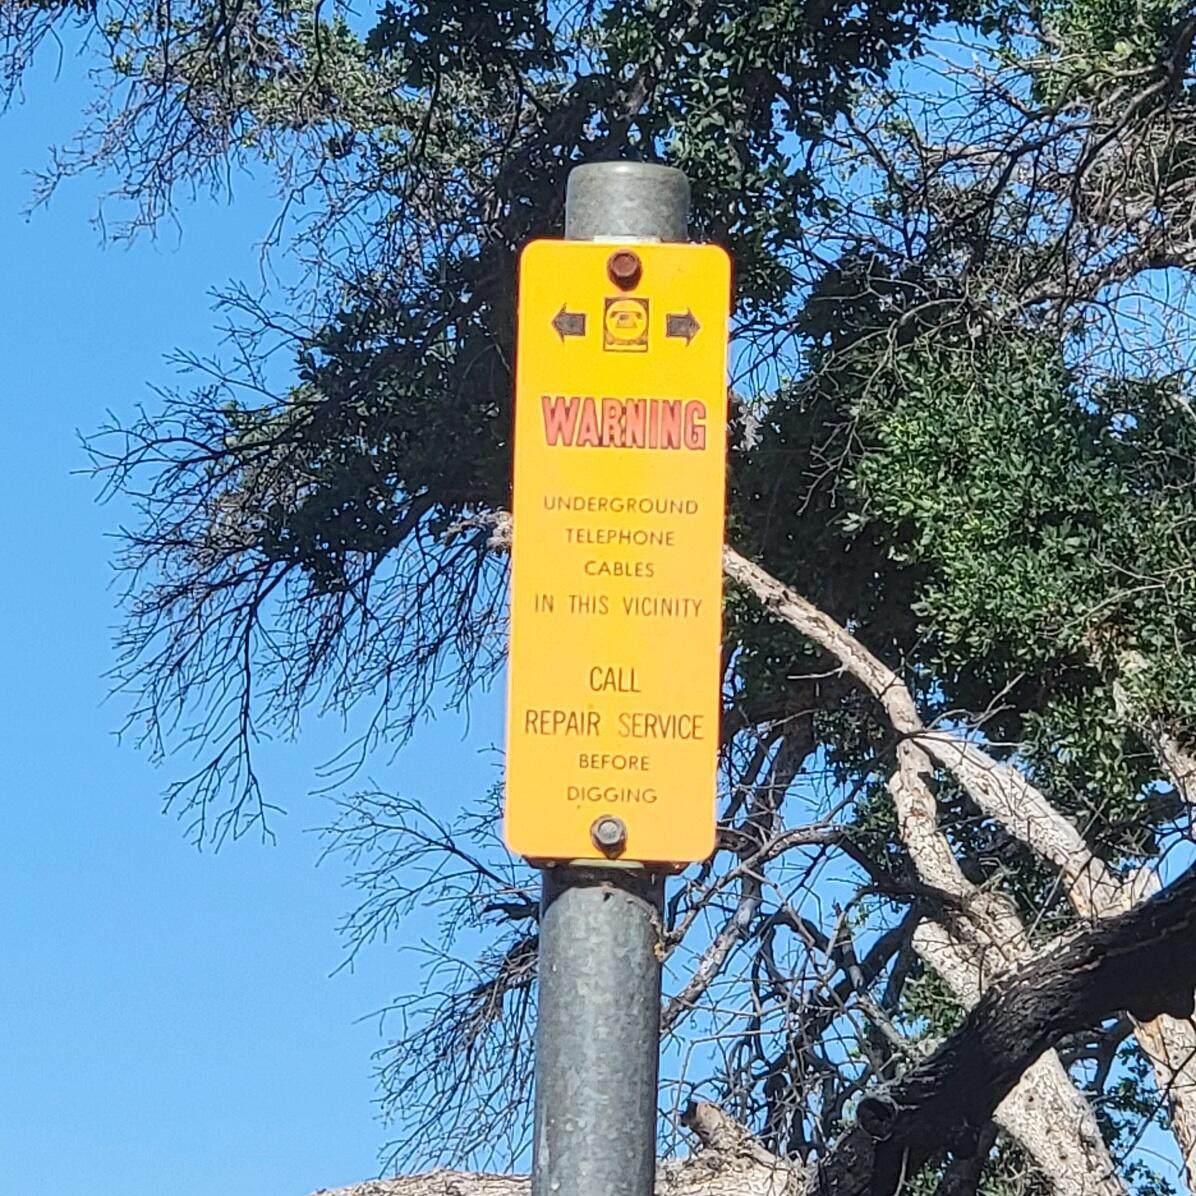 WARNING
UNDERGROUND
TELEPHONE
CABLES
IN THIS VICINITY
CALL
REPAIR SERVICE
BEFORE
DIGGING